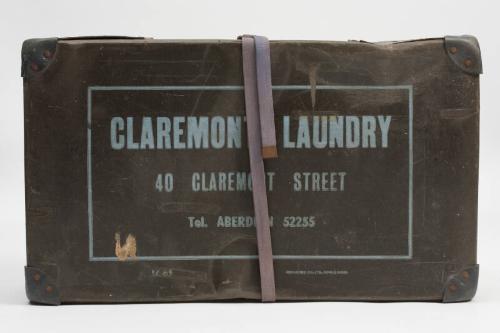 CLAREMONT LAUNDRY
40 CLAREMONT STREET
Tel. ABERDEEN 52255